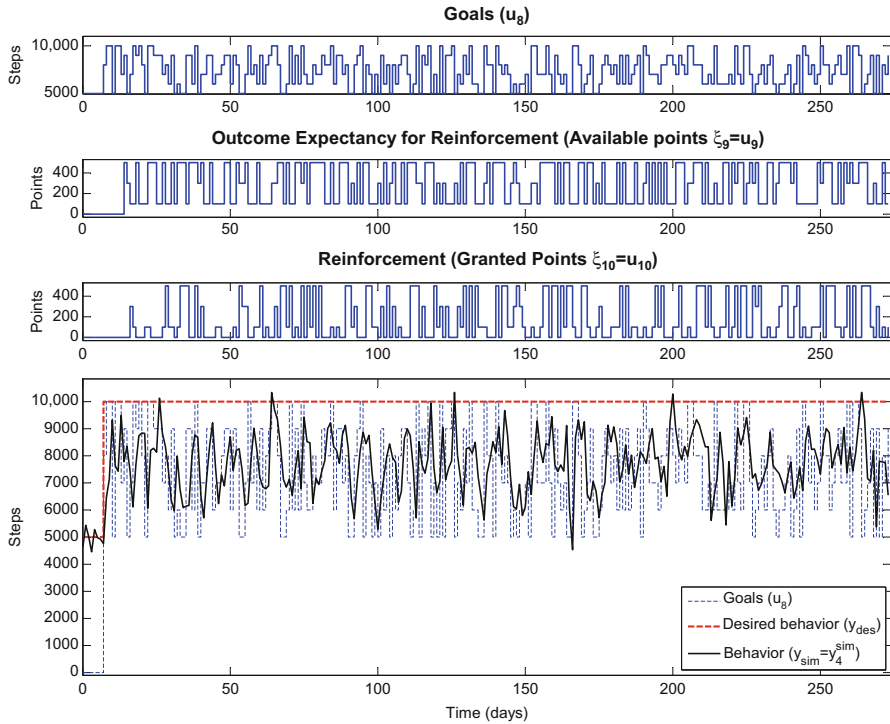 Goals (u8)
10,000
5000
Steps
0 50 100 150 200 250
Outcome Expectancy for Reinforcement (Available points ξ9=u9)
400
200
0
Points
0 50 100 150 200 250
Reinforcement (Granted Points ξ10=u10)
400
200
0
Points
0 50 100 150 200 250
10,000
9000
8000
7000
6000
5000
4000
3000
2000
1000
0
Steps
Goals (u8)
Desired behavior (ydes)
Behavior (ysim=y4sim)
0 50 100 150 200 250
Time (days)